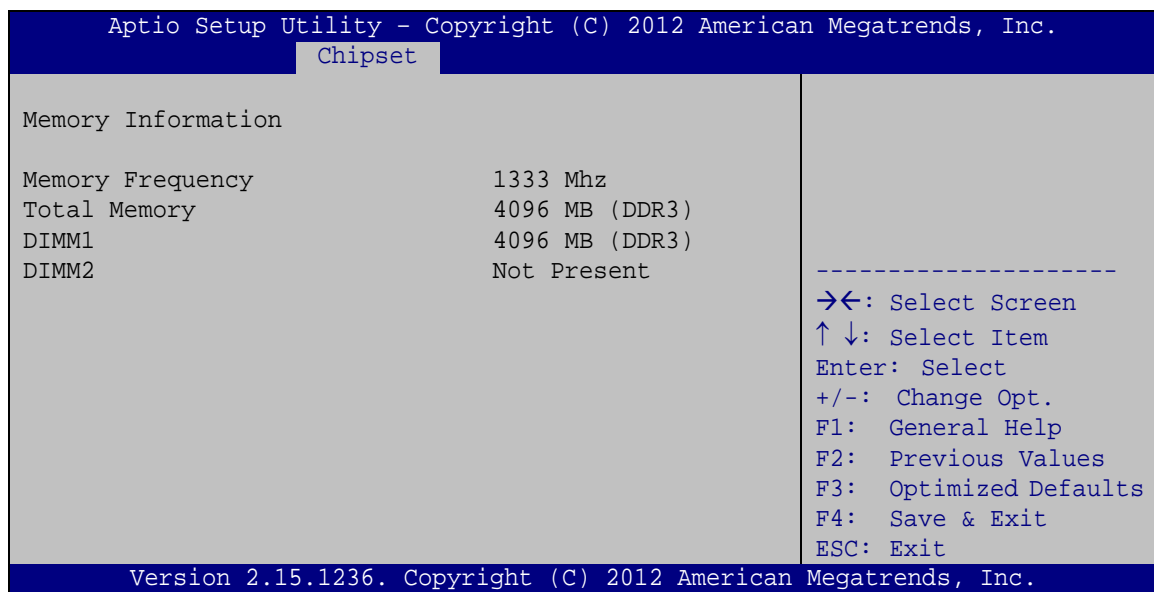 Aptio Setup Utility – Copyright (C) 2012 American Megatrends, Inc.
Chipset
Memory Information
Memory Frequency 1333 Mhz
Total Memory 4096 MB (DDR3)
DIMM1 4096 MB (DDR3)
DIMM2 Not Present
---------------------
→←: Select Screen
↑ ↓: Select Item
Enter: Select
+/-: Change Opt.
F1: General Help
F2: Previous Values
F3: Optimized Defaults
F4: Save & Exit
ESC: Exit
Version 2.15.1236. Copyright (C) 2012 American Megatrends, Inc.